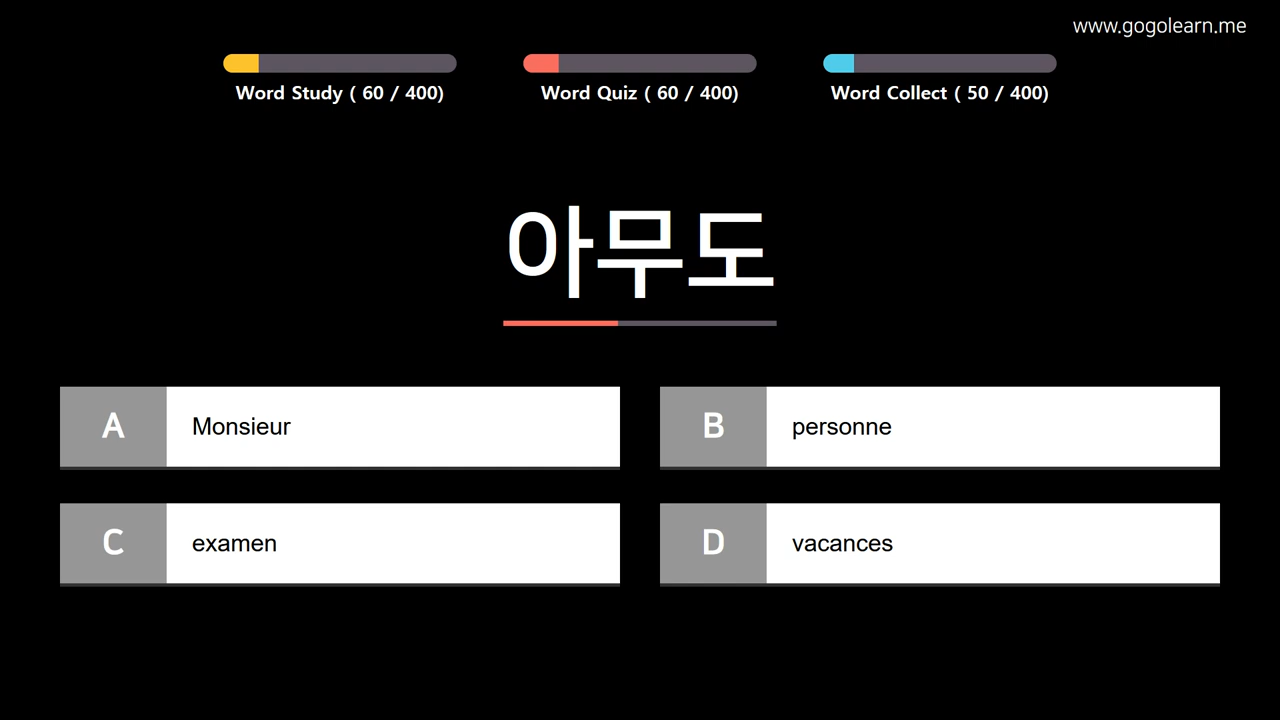 www.gogolearn.me
Word Study ( 60 / 400)
Word Quiz ( 60 / 400)
Word Collect ( 50 / 400)
아무도
A Monsieur
B personne
C examen
D vacances